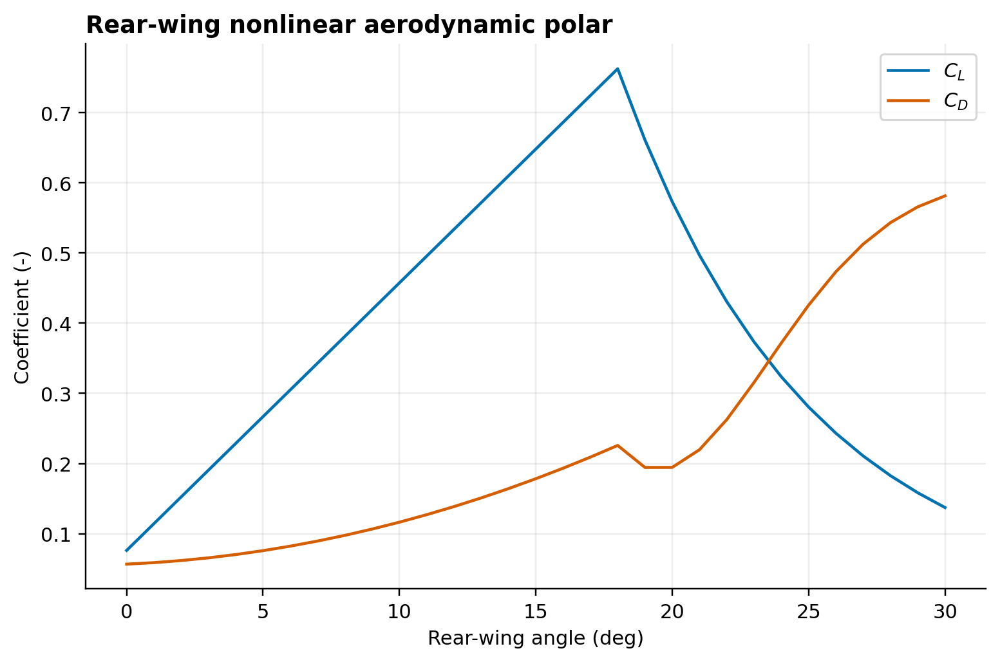 Rear-wing nonlinear aerodynamic polar
C_L
C_D
Coefficient (-)
0.7
0.6
0.5
0.4
0.3
0.2
0.1
0 5 10 15 20 25 30
Rear-wing angle (deg)